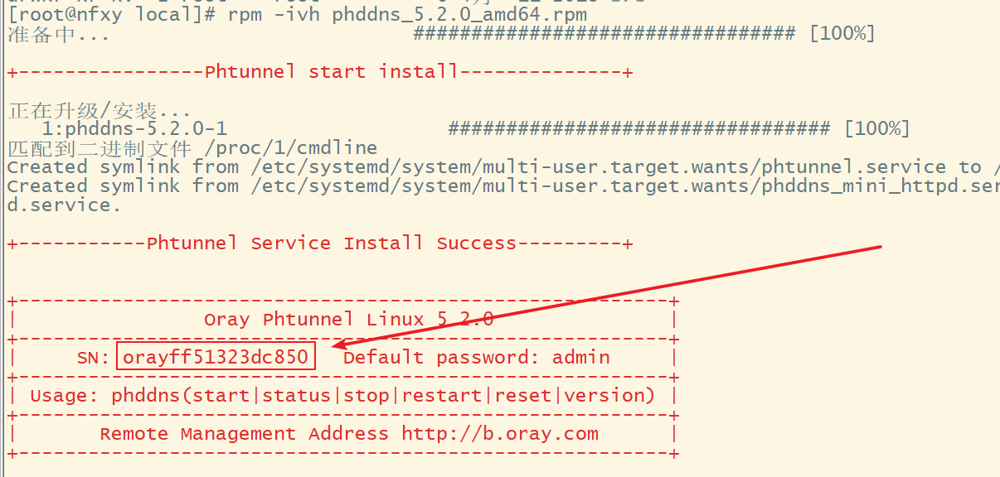 [root@nfxy local]# rpm -ivh phddns_5.2.0_amd64.rpm
准备中... ################################# [100%]
+----------------Phtunnel start install---------------+
正在升级/安装...
1:phddns-5.2.0-1 ################################# [100%]
匹配到二进制文件 /proc/1/cmdline
Created symlink from /etc/systemd/system/multi-user.target.wants/phtunnel.service to /
Created symlink from /etc/systemd/system/multi-user.target.wants/phddns_mini_httpd.ser
d.service.
+-----------Phtunnel Service Install Success---------+
+--------------------------------------------------------+
| Oray Phtunnel Linux 5.2.0 |
+--------------------------------------------------------+
| SN: orayff51323dc850 Default password: admin |
+--------------------------------------------------------+
| Usage: phddns(start|status|stop|restart|reset|version) |
+--------------------------------------------------------+
| Remote Management Address http://b.oray.com |
+--------------------------------------------------------+